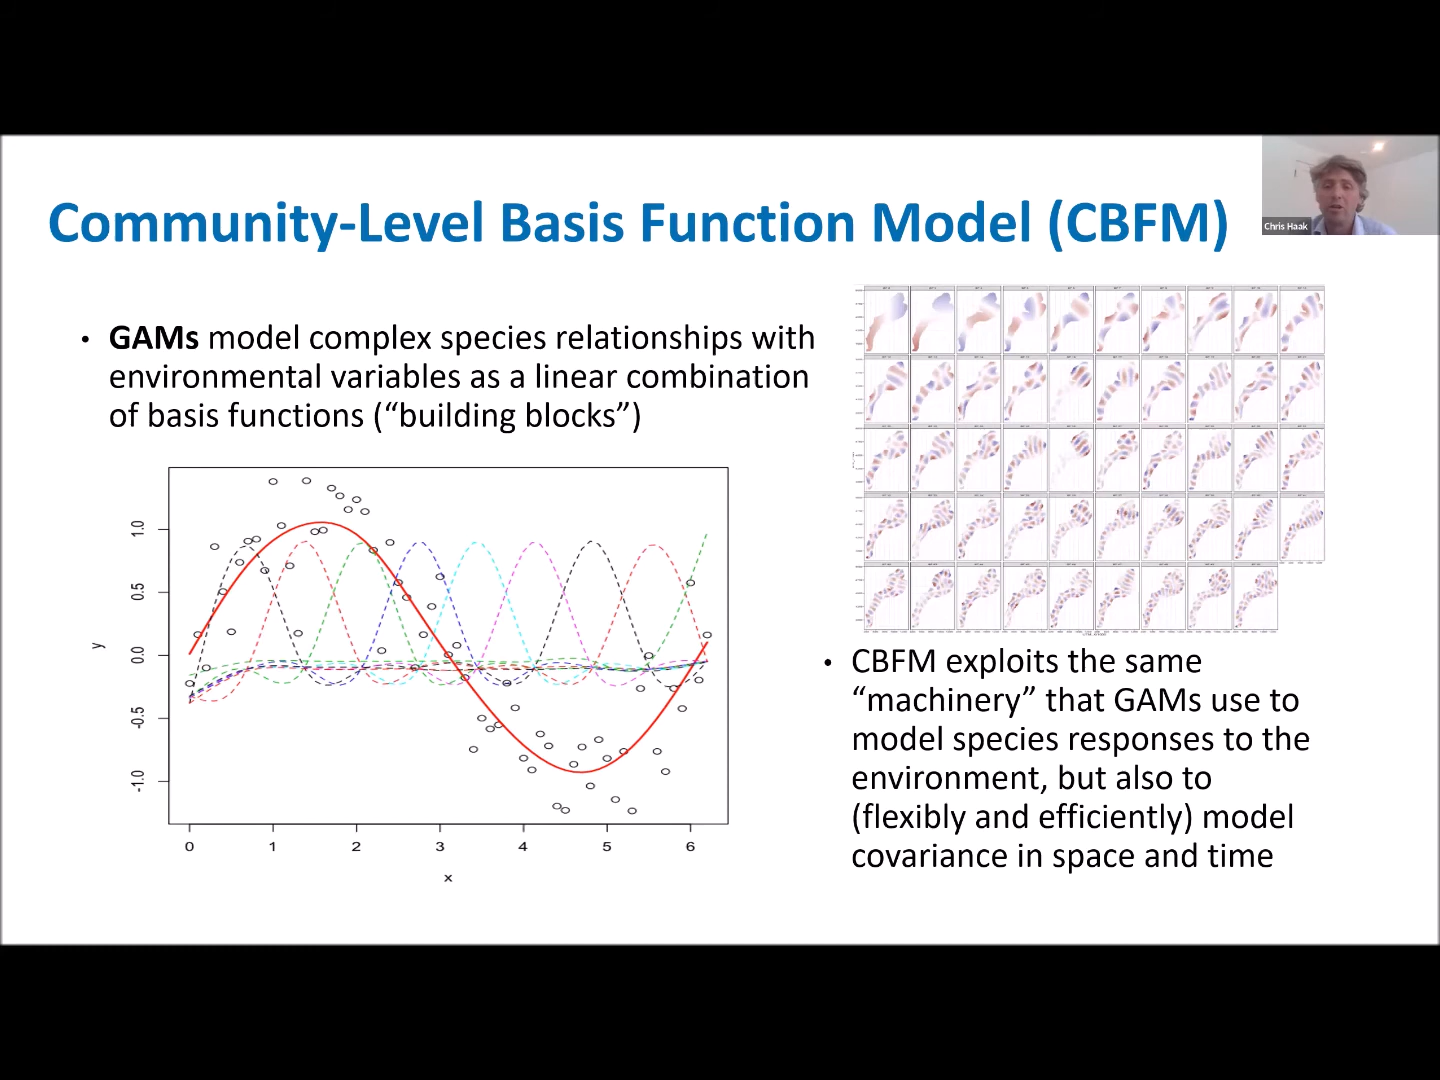 Community-Level Basis Function Model (CBFM)
Chris Haak
• GAMs model complex species relationships with
environmental variables as a linear combination
of basis functions (“building blocks”)
y
1.0
0.5
0.0
-0.5
-1.0
0 1 2 3 4 5 6
x
• CBFM exploits the same
“machinery” that GAMs use to
model species responses to the
environment, but also to
(flexibly and efficiently) model
covariance in space and time